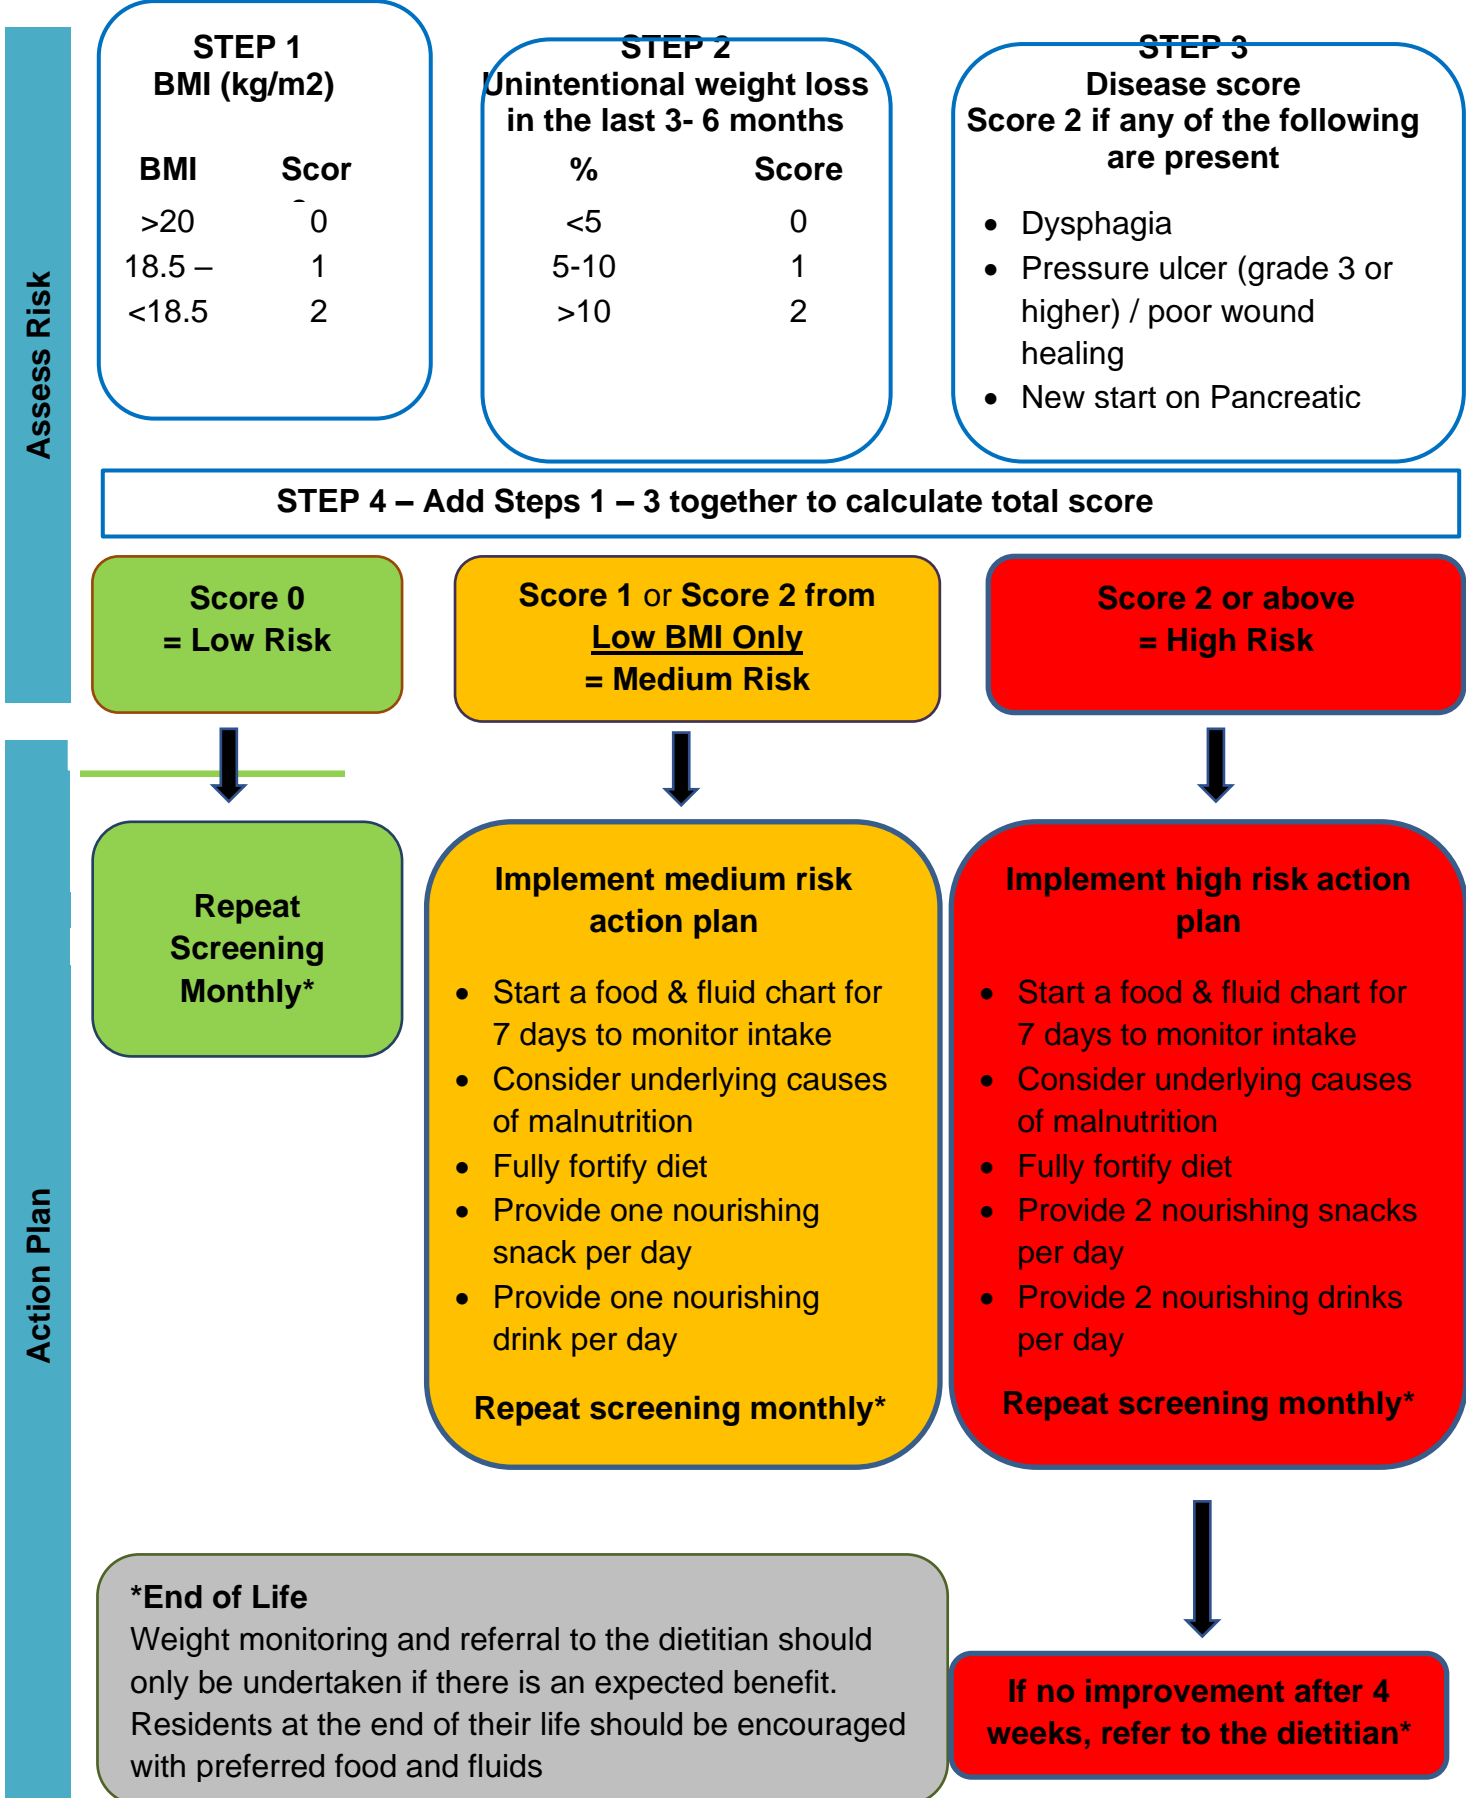 Assess Risk
STEP 1
BMI (kg/m2)
BMI Scor
>20 0
18.5 – 1
<18.5 2
STEP 2
Unintentional weight loss
in the last 3- 6 months
% Score
<5 0
5-10 1
>10 2
STEP 3
Disease score
Score 2 if any of the following
are present
• Dysphagia
• Pressure ulcer (grade 3 or
higher) / poor wound
healing
• New start on Pancreatic
STEP 4 – Add Steps 1 – 3 together to calculate total score
Score 0
= Low Risk
Score 1 or Score 2 from
Low BMI Only
= Medium Risk
Score 2 or above
= High Risk
Action Plan
Repeat
Screening
Monthly*
Implement medium risk
action plan
• Start a food & fluid chart for
7 days to monitor intake
• Consider underlying causes
of malnutrition
• Fully fortify diet
• Provide one nourishing
snack per day
• Provide one nourishing
drink per day
Repeat screening monthly*
Implement high risk action
plan
• Start a food & fluid chart for
7 days to monitor intake
• Consider underlying causes
of malnutrition
• Fully fortify diet
• Provide 2 nourishing snacks
per day
• Provide 2 nourishing drinks
per day
Repeat screening monthly*
*End of Life
Weight monitoring and referral to the dietitian should
only be undertaken if there is an expected benefit.
Residents at the end of their life should be encouraged
with preferred food and fluids
If no improvement after 4
weeks, refer to the dietitian*